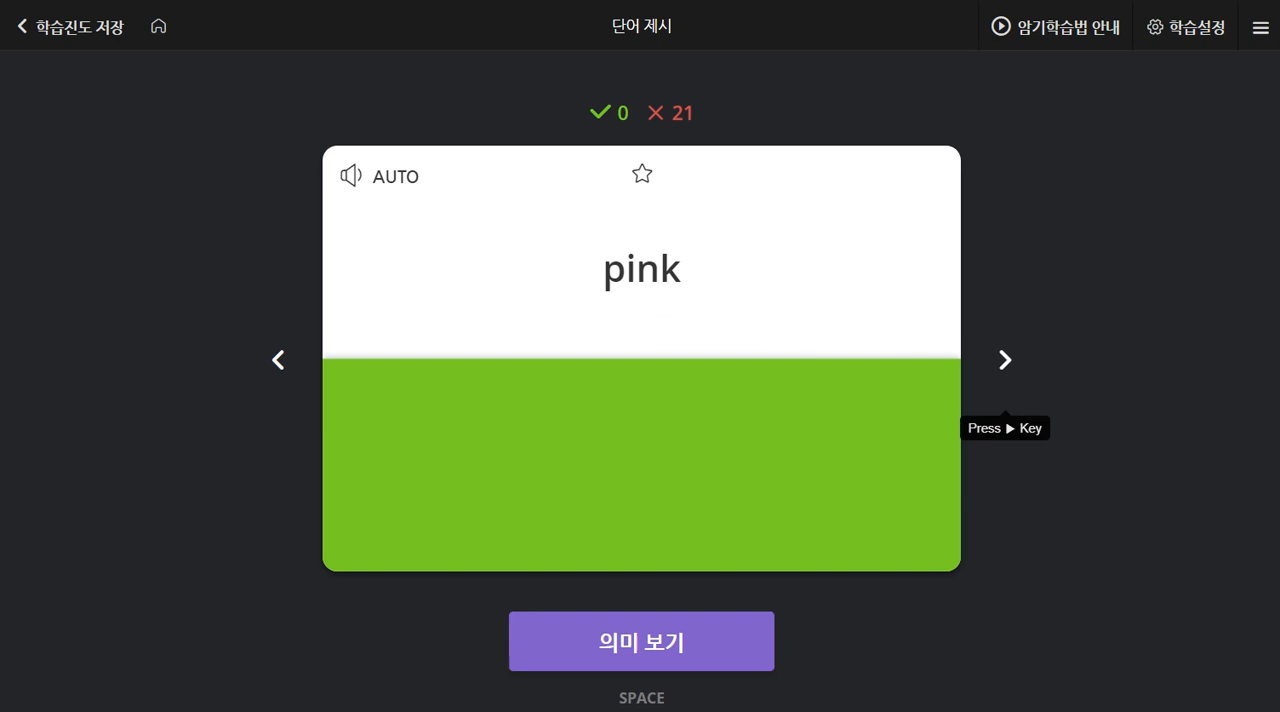 학습진도 저장
단어 제시
암기학습법 안내
학습설정
0
21
AUTO
pink
Press ▶ Key
의미 보기
SPACE